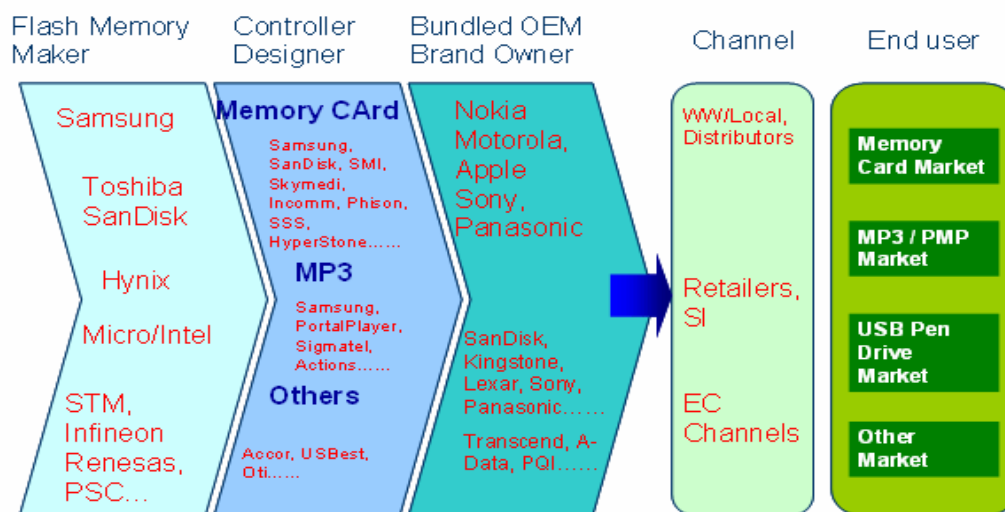 Flash Memory
Maker
Controller
Designer
Bundled OEM
Brand Owner
Channel
End user
Samsung
Toshiba
SanDisk
Hynix
Micro/Intel
STM,
Infineon
Renesas,
PSC...
Memory CArd
Samsung,
SanDisk, SMI,
Skymedi,
Incomm, Phison,
SSS,
HyperStone......
MP3
Samsung,
PortalPlayer,
Sigmatel,
Actions......
Others
Accor, USBest,
Oti......
Nokia
Motorola,
Apple
Sony,
Panasonic
SanDisk,
Kingstone,
Lexar, Sony,
Panasonic......
Transcend, A-
Data, PQI......
WW/Local,
Distributors
Retailers,
SI
EC
Channels
Memory
Card Market
MP3 / PMP
Market
USB Pen
Drive
Market
Other
Market